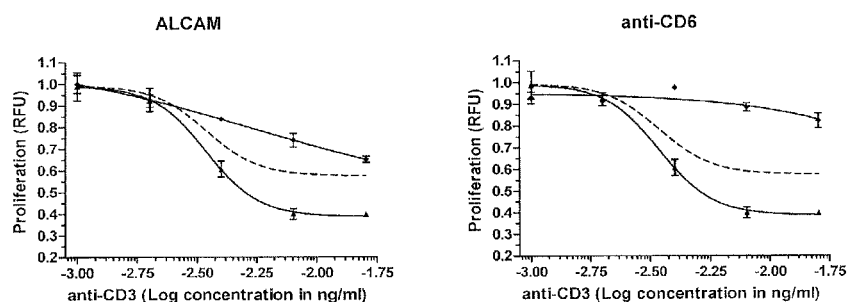 ALCAM
Proliferation (RFU)
1.1
1.0
0.9
0.8
0.7
0.6
0.5
0.4
0.3
0.2
-3.00 -2.75 -2.50 -2.25 -2.00 -1.75
anti-CD3 (Log concentration in ng/ml)
anti-CD6
Proliferation (RFU)
1.1
1.0
0.9
0.8
0.7
0.6
0.5
0.4
0.3
0.2
-3.00 -2.75 -2.50 -2.25 -2.00 -1.75
anti-CD3 (Log concentration in ng/ml)